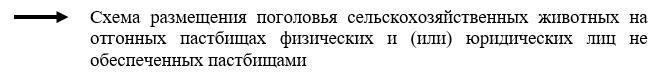 Схема размещения поголовья сельскохозяйственных животных на
отгонных пастбищах физических и (или) юридических лиц не
обеспеченных пастбищами